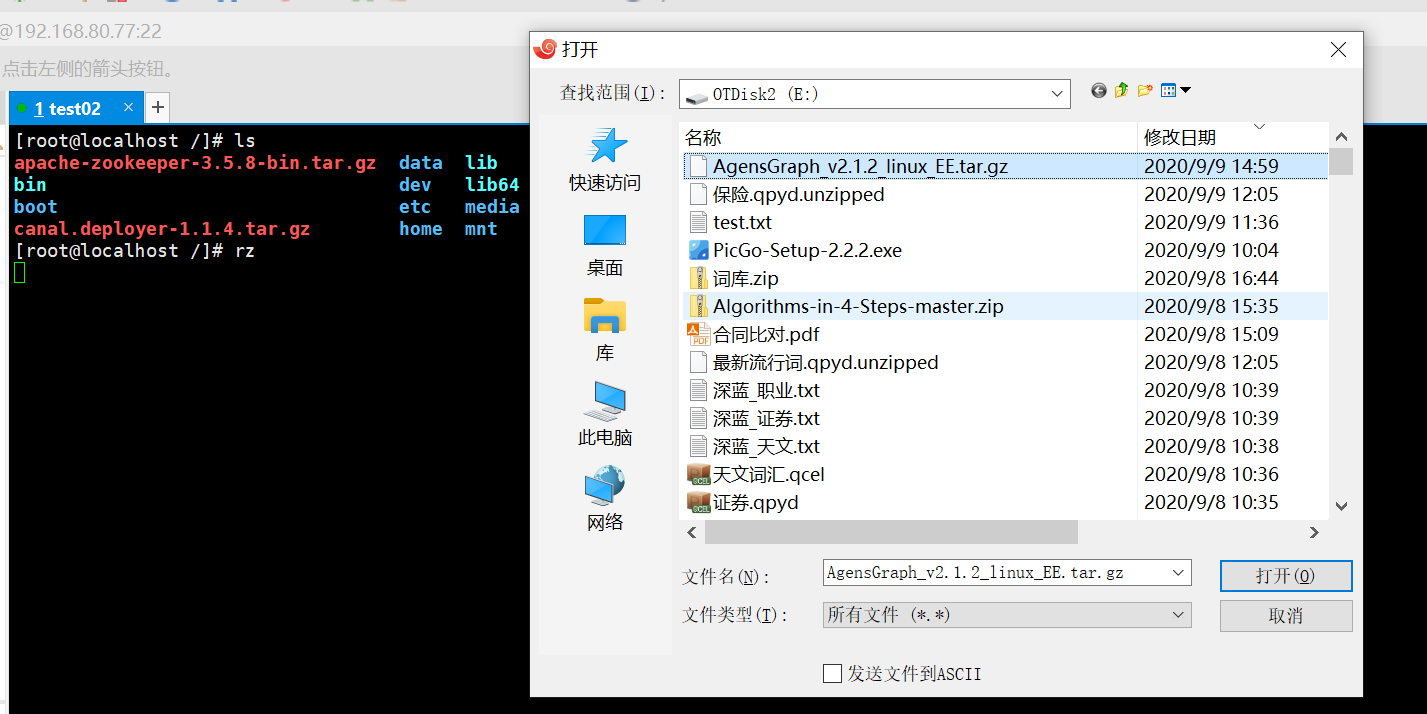 @192.168.80.77:22
点击左侧的箭头按钮。
1 test02 × +
[root@localhost /]# ls
apache-zookeeper-3.5.8-bin.tar.gz data lib
bin dev lib64
boot etc media
canal.deployer-1.1.4.tar.gz home mnt
[root@localhost /]# rz
打开
查找范围(I): OTDisk2 (E:)
快速访问
桌面
库
此电脑
网络
名称 修改日期
AgensGraph_v2.1.2_linux_EE.tar.gz 2020/9/9 14:59
保险.qpyd.unzipped 2020/9/9 12:05
test.txt 2020/9/9 11:36
PicGo-Setup-2.2.2.exe 2020/9/9 10:04
词库.zip 2020/9/8 16:44
Algorithms-in-4-Steps-master.zip 2020/9/8 15:35
合同比对.pdf 2020/9/8 15:09
最新流行词.qpyd.unzipped 2020/9/8 12:05
深蓝_职业.txt 2020/9/8 10:39
深蓝_证券.txt 2020/9/8 10:39
深蓝_天文.txt 2020/9/8 10:38
天文词汇.qcel 2020/9/8 10:36
证券.qpyd 2020/9/8 10:35
文件名(N): AgensGraph_v2.1.2_linux_EE.tar.gz 打开(O)
文件类型(T): 所有文件 (*.*) 取消
发送文件到ASCII